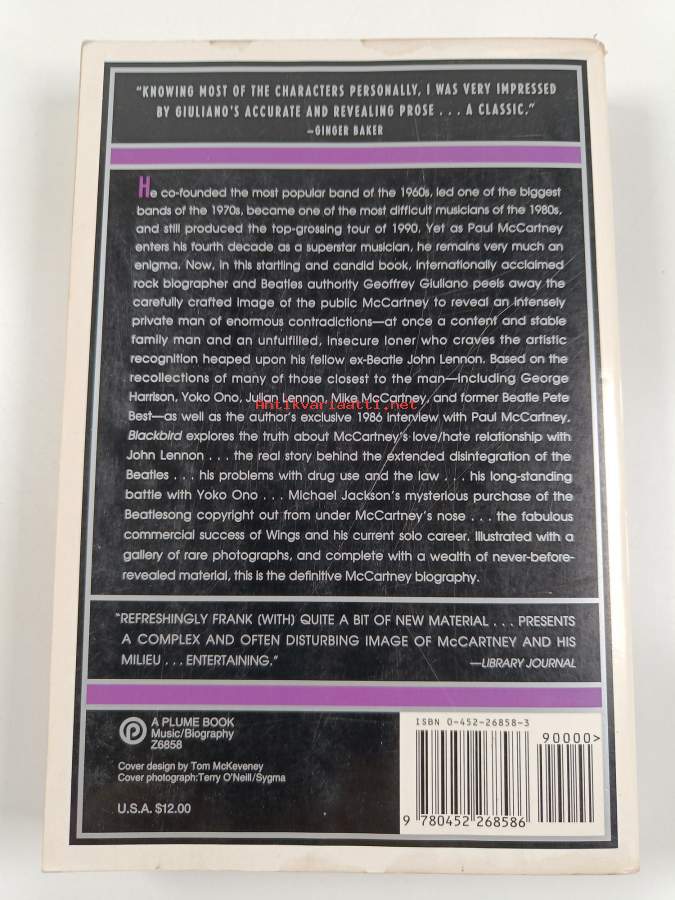 “KNOWING MOST OF THE CHARACTERS PERSONALLY, I WAS VERY IMPRESSED
BY GIULIANO’S ACCURATE AND REVEALING PROSE . . . A CLASSIC.”
—GINGER BAKER
He co-founded the most popular band of the 1960s, led one of the biggest
bands of the 1970s, became one of the most difficult musicians of the 1980s,
and still produced the top-grossing tour of 1990. Yet as Paul McCartney
enters his fourth decade as a superstar musician, he remains very much an
enigma. Now, in this startling and candid book, internationally acclaimed
rock biographer and Beatles authority Geoffrey Giuliano peels away the
carefully crafted image of the public McCartney to reveal an intensely
private man of enormous contradictions—at once a content and stable
family man and an unfulfilled, insecure loner who craves the artistic
recognition heaped upon his fellow ex-Beatle John Lennon. Based on the
recollections of many of those closest to the man—including George
Harrison, Yoko Ono, Julian Lennon, Mike McCartney, and former Beatle Pete
Antikvariaatti.net
Best—as well as the author’s exclusive 1986 interview with Paul McCartney,
Blackbird explores the truth about McCartney’s love/hate relationship with
John Lennon . . . the real story behind the extended disintegration of the
Beatles . . . his problems with drug use and the law . . . his long-standing
battle with Yoko Ono . . . Michael Jackson’s mysterious purchase of the
Beatlesong copyright out from under McCartney’s nose . . . the fabulous
commercial success of Wings and his current solo career. Illustrated with a
gallery of rare photographs, and complete with a wealth of never-before-
revealed material, this is the definitive McCartney biography.
“REFRESHINGLY FRANK (WITH) QUITE A BIT OF NEW MATERIAL . . . PRESENTS
A COMPLEX AND OFTEN DISTURBING IMAGE OF McCARTNEY AND HIS
MILIEU . . . ENTERTAINING.”
—LIBRARY JOURNAL
A PLUME BOOK
Music/Biography
Z6858
Cover design by Tom McKeveney
Cover photograph:Terry O’Neill/Sygma
U.S.A. $12.00
ISBN 0-452-26858-3
90000>
9 780452 268586